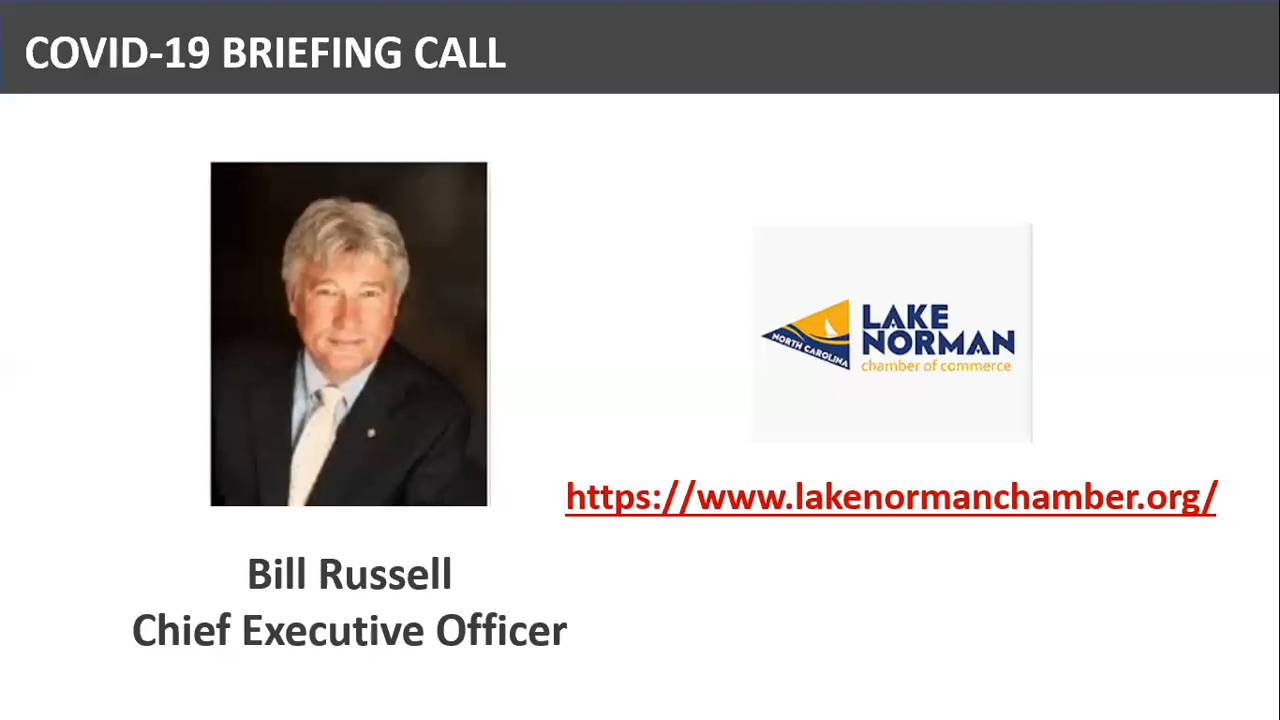 COVID-19 BRIEFING CALL
LAKE
NORMAN
NORTH CAROLINA
chamber of commerce
https://www.lakenormanchamber.org/
Bill Russell
Chief Executive Officer